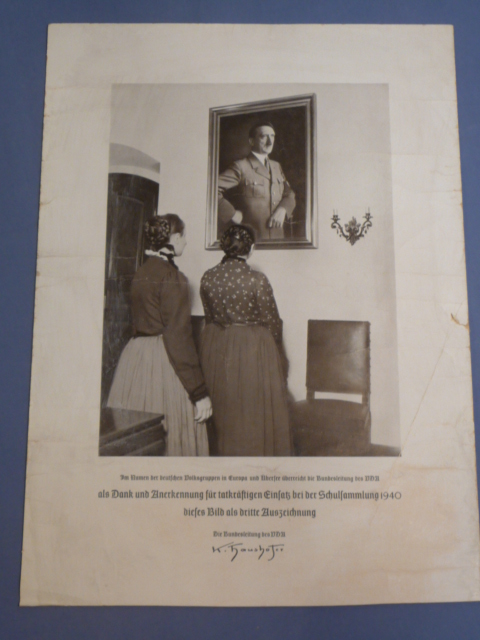 Im Namen der deutschen Volksgruppen in Europa und Übersee überreicht die Bundesleitung des VDA
als Dank und Anerkennung für tatkräftigen Einsatz bei der Schulsammlung 1940
dieses Bild als dritte Auszeichnung
Die Bundesleitung des VDA
K. Haushofer